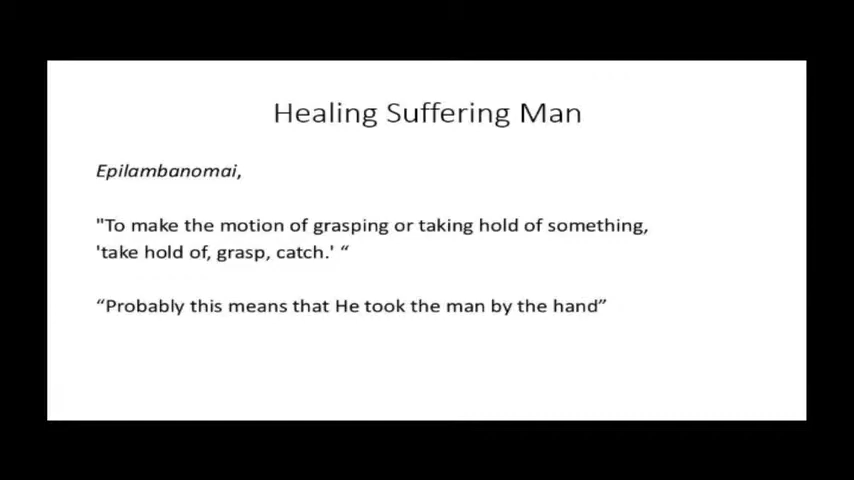 Healing Suffering Man
Epilambanomai,
"To make the motion of grasping or taking hold of something,
'take hold of, grasp, catch.' “
“Probably this means that He took the man by the hand”